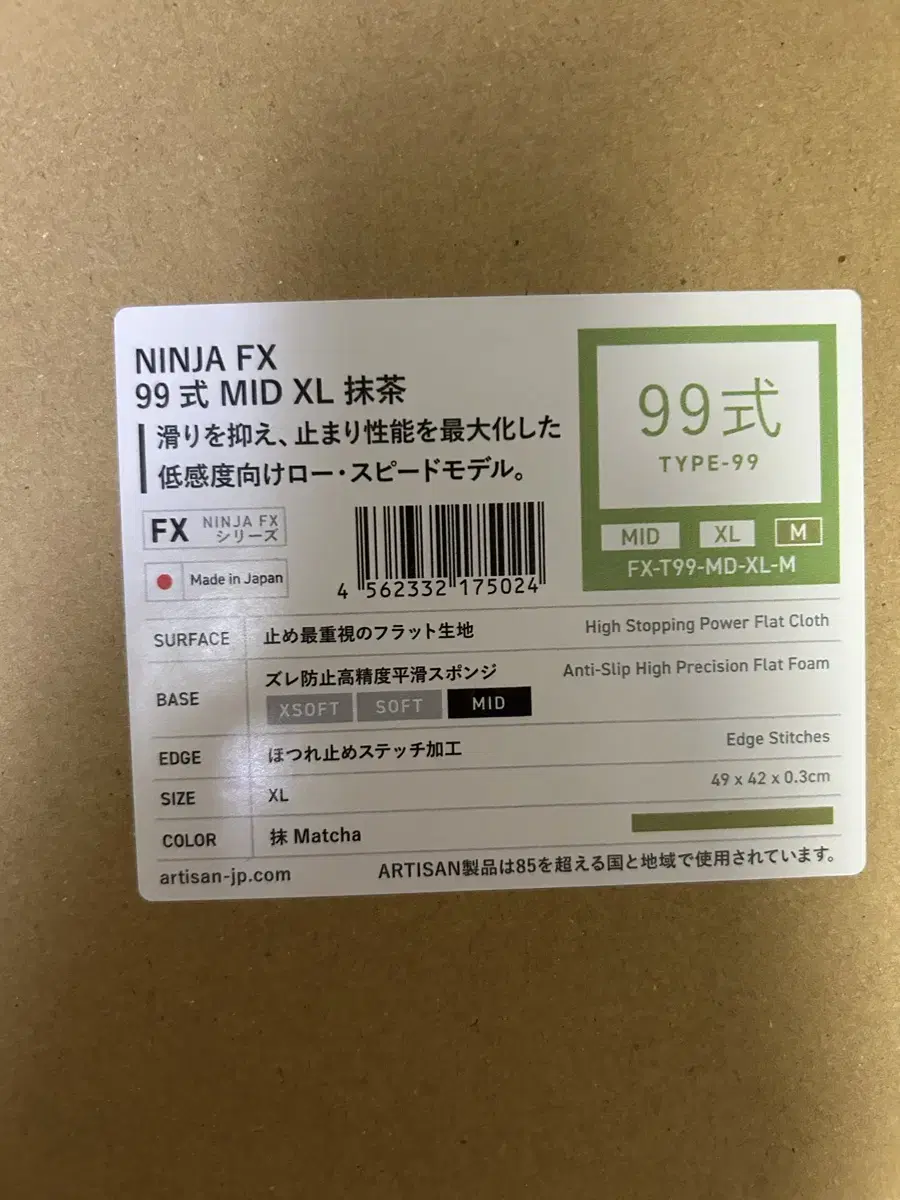 NINJA FX
99 式 MID XL 抹茶
滑りを抑え、止まり性能を最大化した
低感度向けロー・スピードモデル。
99式
TYPE-99
MID XL M
FX-T99-MD-XL-M
FX NINJA FX
シリーズ
Made in Japan
4 562332 175024
SURFACE 止め最重視のフラット生地 High Stopping Power Flat Cloth
BASE ズレ防止高精度平滑スポンジ Anti-Slip High Precision Flat Foam
XSOFT SOFT MID
EDGE ほつれ止めステッチ加工 Edge Stitches
SIZE XL 49 x 42 x 0.3cm
COLOR 抹 Matcha
artisan-jp.com ARTISAN製品は85を超える国と地域で使用されています。